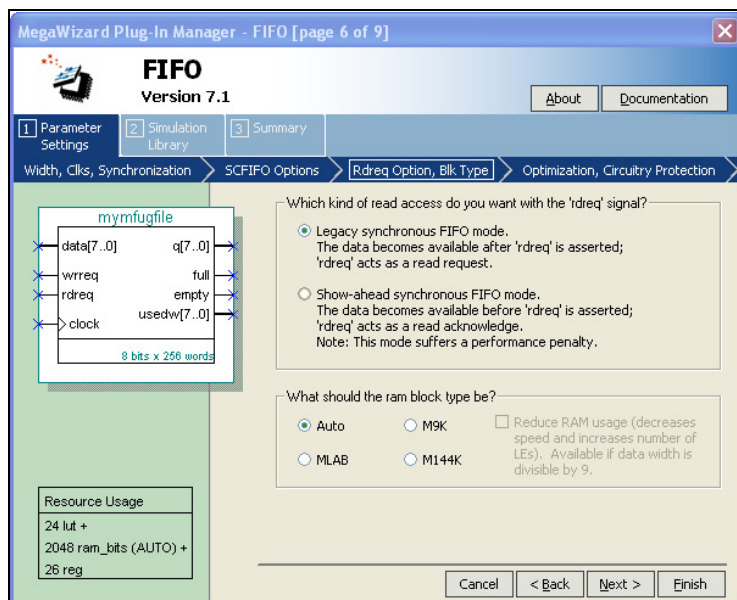 MegaWizard Plug-In Manager - FIFO [page 6 of 9]
FIFO
Version 7.1
About
Documentation
1 Parameter Settings
2 Simulation Library
3 Summary
Width, Clks, Synchronization
SCFIFO Options
Rdreq Option, Blk Type
Optimization, Circuitry Protection
mymfugfile
data[7..0] q[7..0]
wrreq full
rdreq empty
usedw[7..0]
clock
8 bits x 256 words
Which kind of read access do you want with the 'rdreq' signal?
Legacy synchronous FIFO mode.
The data becomes available after 'rdreq' is asserted;
'rdreq' acts as a read request.
Show-ahead synchronous FIFO mode.
The data becomes available before 'rdreq' is asserted;
'rdreq' acts as a read acknowledge.
Note: This mode suffers a performance penalty.
What should the ram block type be?
Auto
M9K
MLAB
M144K
Reduce RAM usage (decreases
speed and increases number of
LEs). Available if data width is
divisible by 9.
Resource Usage
24 lut +
2048 ram_bits (AUTO) +
26 reg
Cancel
< Back
Next >
Finish